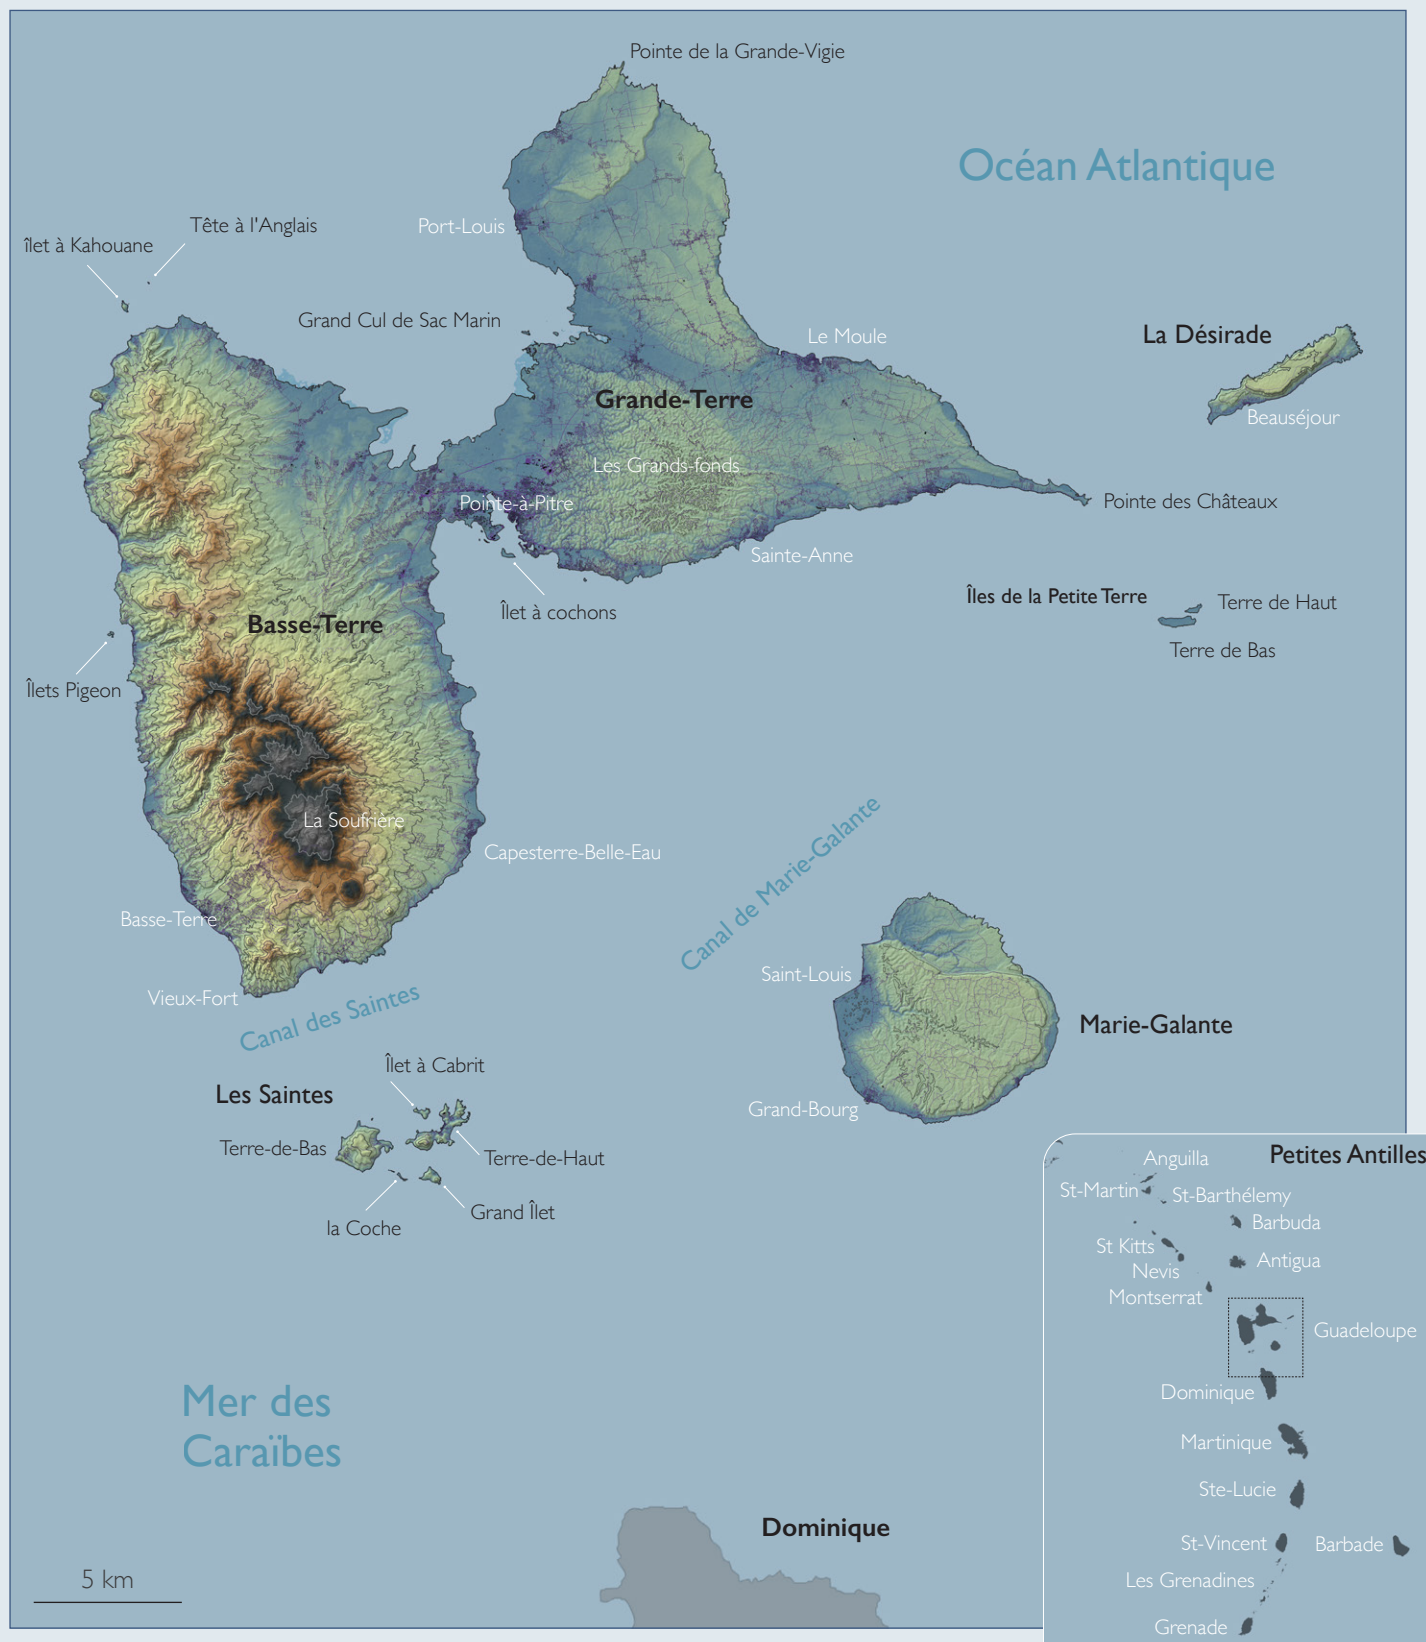 Pointe de la Grande-Vigie
Océan Atlantique
Tête à l'Anglais
Port-Louis
îlet à Kahouane
Grand Cul de Sac Marin
Le Moule
La Désirade
Grande-Terre
Beauséjour
Les Grands-fonds
Pointe-à-Pitre
Pointe des Châteaux
Sainte-Anne
Îles de la Petite Terre
Terre de Haut
Îlet à cochons
Basse-Terre
Terre de Bas
Îlets Pigeon
La Soufrière
Capesterre-Belle-Eau
Canal de Marie-Galante
Basse-Terre
Saint-Louis
Vieux-Fort
Canal des Saintes
Marie-Galante
Îlet à Cabrit
Les Saintes
Grand-Bourg
Terre-de-Bas
Terre-de-Haut
Grand Îlet
la Coche
Petites Antilles
Anguilla
St-Martin
St-Barthélemy
Barbuda
St Kitts
Antigua
Nevis
Montserrat
Guadeloupe
Dominique
Martinique
Ste-Lucie
St-Vincent
Barbade
Les Grenadines
Grenade
Mer des
Caraïbes
Dominique
5 km